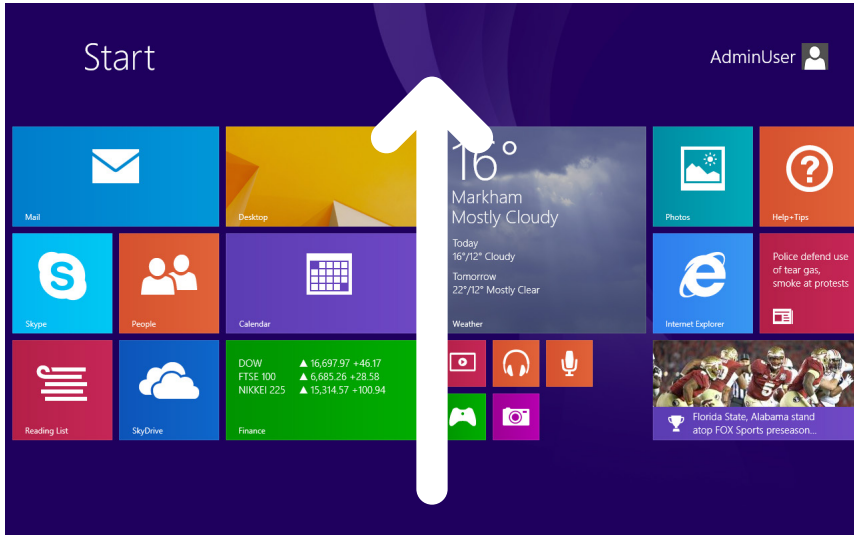 Start
AdminUser
Mail
Desktop
16°
Markham
Mostly Cloudy
Today
16°/12° Cloudy
Tomorrow
22°/12° Mostly Clear
Weather
Photos
Help+Tips
Skype
People
Calendar
Internet Explorer
Police defend use
of tear gas,
smoke at protests
Reading List
SkyDrive
DOW ▲ 16,697.97 +46.17
FTSE 100 ▲ 6,685.26 +28.58
NIKKEI 225 ▲ 15,314.57 +100.94
Finance
Florida State, Alabama stand
atop FOX Sports preseason...